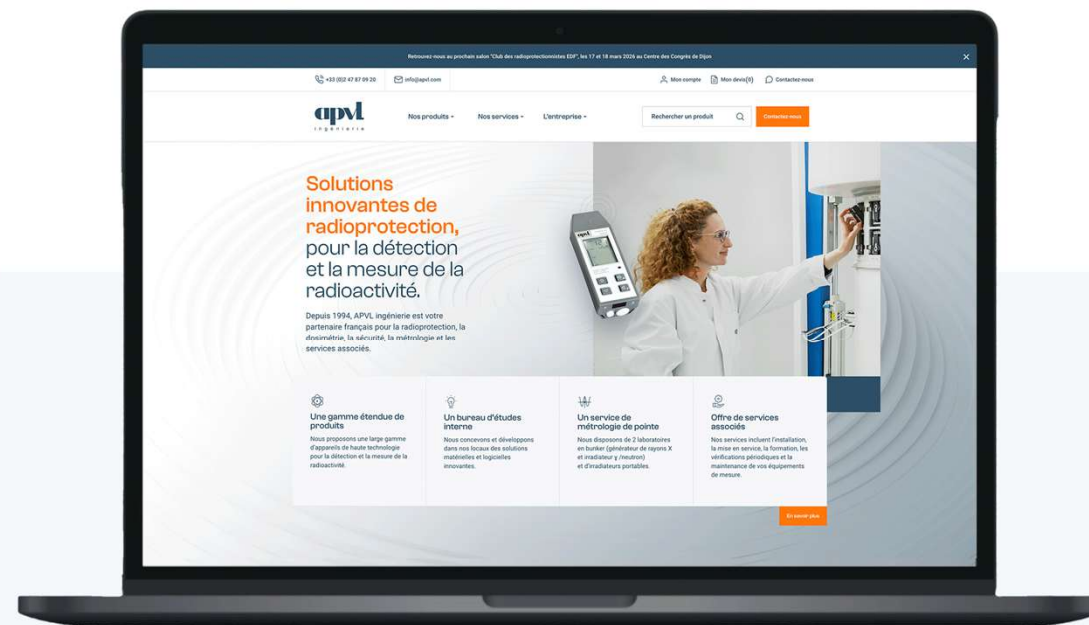 Retrouvez-nous au prochain salon "Club des radioprotectionnistes EDF", les 17 et 18 mars 2026 au Centre des Congrès de Dijon
+33 (0)2 47 87 09 20
info@apvl.com
Mon compte
Mon devis(0)
Contactez-nous
apvl
ingénierie
Nos produits
Nos services
L'entreprise
Rechercher un produit
Contactez-nous
Solutions
innovantes de
radioprotection,
pour la détection
et la mesure de la
radioactivité.
Depuis 1994, APVL ingénierie est votre
partenaire français pour la radioprotection, la
dosimétrie, la sécurité, la métrologie et les
services associés.
apvl
Une gamme étendue de
produits
Nous proposons une large gamme
d'appareils de haute technologie
pour la détection et la mesure de la
radioactivité.
Un bureau d'études
interne
Nous concevons et développons
dans nos locaux des solutions
matérielles et logicielles
innovantes.
Un service de
métrologie de pointe
Nous disposons de 2 laboratoires
en bunker (générateur de rayons X
et irradiateur γ /neutron)
et d'irradiateurs portables.
Offre de services
associés
Nos services incluent l'installation,
la mise en service, la formation, les
vérifications périodiques et la
maintenance de vos équipements
de mesure.
En savoir plus